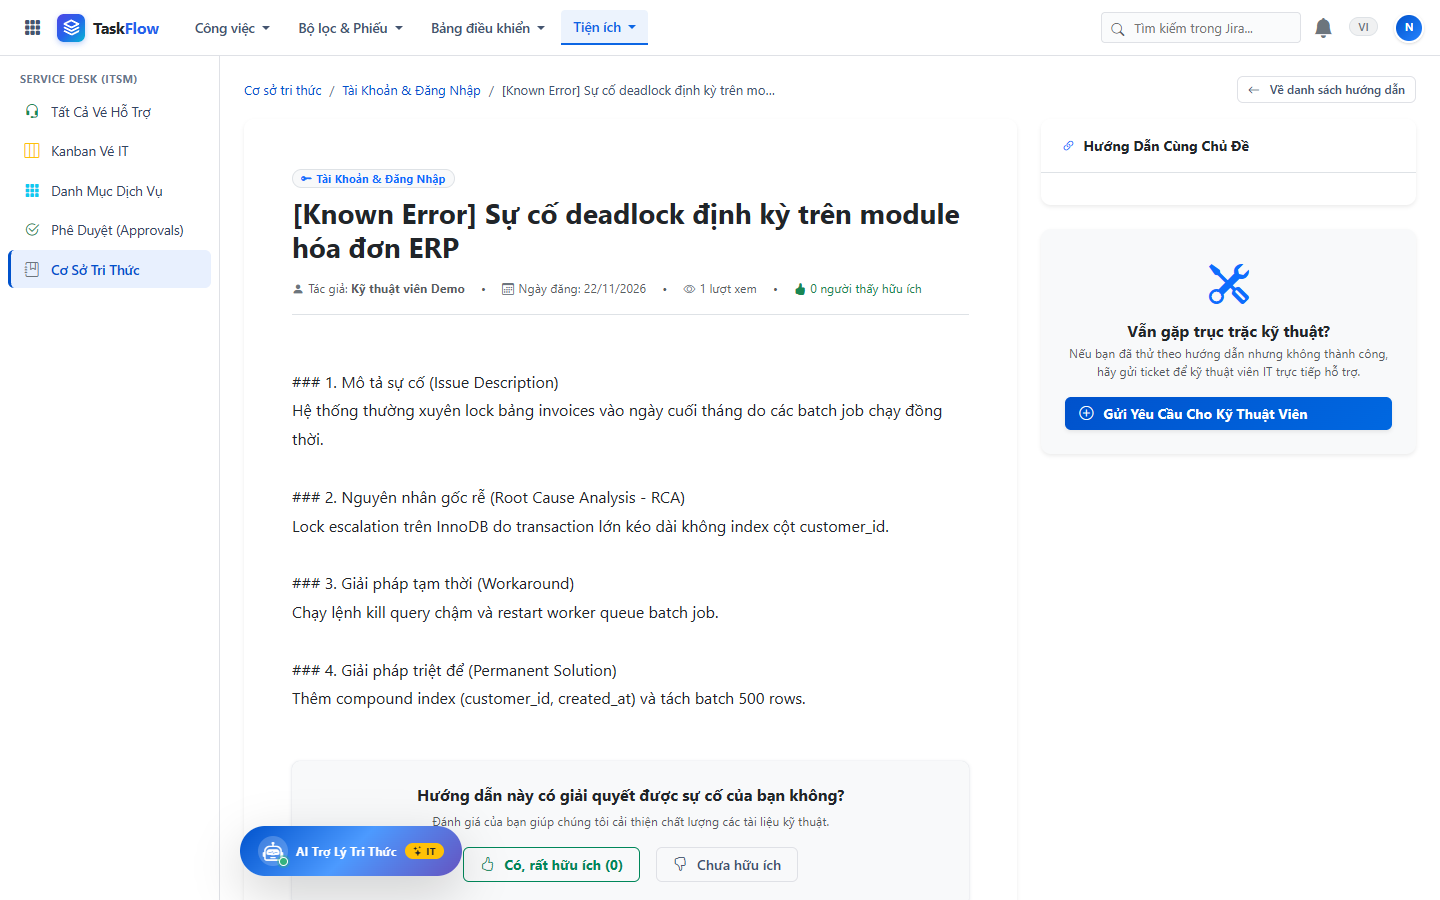 TaskFlow
Công việc
Bộ lọc & Phiếu
Bảng điều khiển
Tiện ích
Tìm kiếm trong Jira...
VI
N
SERVICE DESK (ITSM)
Tất Cả Vé Hỗ Trợ
Kanban Vé IT
Danh Mục Dịch Vụ
Phê Duyệt (Approvals)
Cơ Sở Tri Thức
Cơ sở tri thức / Tài Khoản & Đăng Nhập / [Known Error] Sự cố deadlock định kỳ trên mo...
Về danh sách hướng dẫn
Tài Khoản & Đăng Nhập
[Known Error] Sự cố deadlock định kỳ trên module
hóa đơn ERP
Tác giả: Kỹ thuật viên Demo • Ngày đăng: 22/11/2026 • 1 lượt xem • 0 người thấy hữu ích
### 1. Mô tả sự cố (Issue Description)
Hệ thống thường xuyên lock bảng invoices vào ngày cuối tháng do các batch job chạy đồng
thời.
### 2. Nguyên nhân gốc rễ (Root Cause Analysis - RCA)
Lock escalation trên InnoDB do transaction lớn kéo dài không index cột customer_id.
### 3. Giải pháp tạm thời (Workaround)
Chạy lệnh kill query chậm và restart worker queue batch job.
### 4. Giải pháp triệt để (Permanent Solution)
Thêm compound index (customer_id, created_at) và tách batch 500 rows.
Hướng dẫn này có giải quyết được sự cố của bạn không?
Đánh giá của bạn giúp chúng tôi cải thiện chất lượng các tài liệu kỹ thuật.
Có, rất hữu ích (0)
Chưa hữu ích
AI Trợ Lý Tri Thức
IT
Hướng Dẫn Cùng Chủ Đề
Vẫn gặp trục trặc kỹ thuật?
Nếu bạn đã thử theo hướng dẫn nhưng không thành công,
hãy gửi ticket để kỹ thuật viên IT trực tiếp hỗ trợ.
Gửi Yêu Cầu Cho Kỹ Thuật Viên